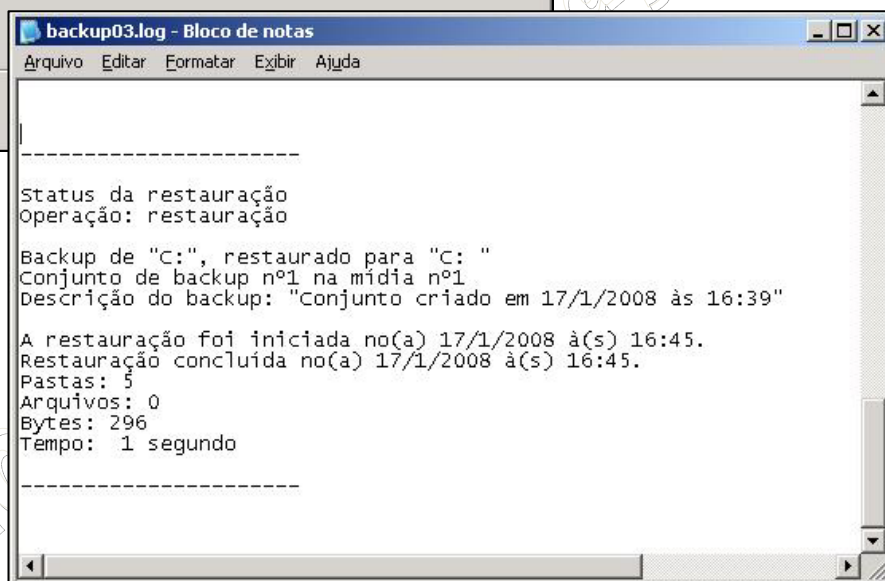 backup03.log - Bloco de notas
Arquivo Editar Formatar Exibir Ajuda
-----------------------
Status da restauração
Operação: restauração
Backup de "C:", restaurado para "C: "
Conjunto de backup nº1 na mídia nº1
Descrição do backup: "Conjunto criado em 17/1/2008 às 16:39"
A restauração foi iniciada no(a) 17/1/2008 à(s) 16:45.
Restauração concluída no(a) 17/1/2008 à(s) 16:45.
Pastas: 5
Arquivos: 0
Bytes: 296
Tempo:  1 segundo
-----------------------